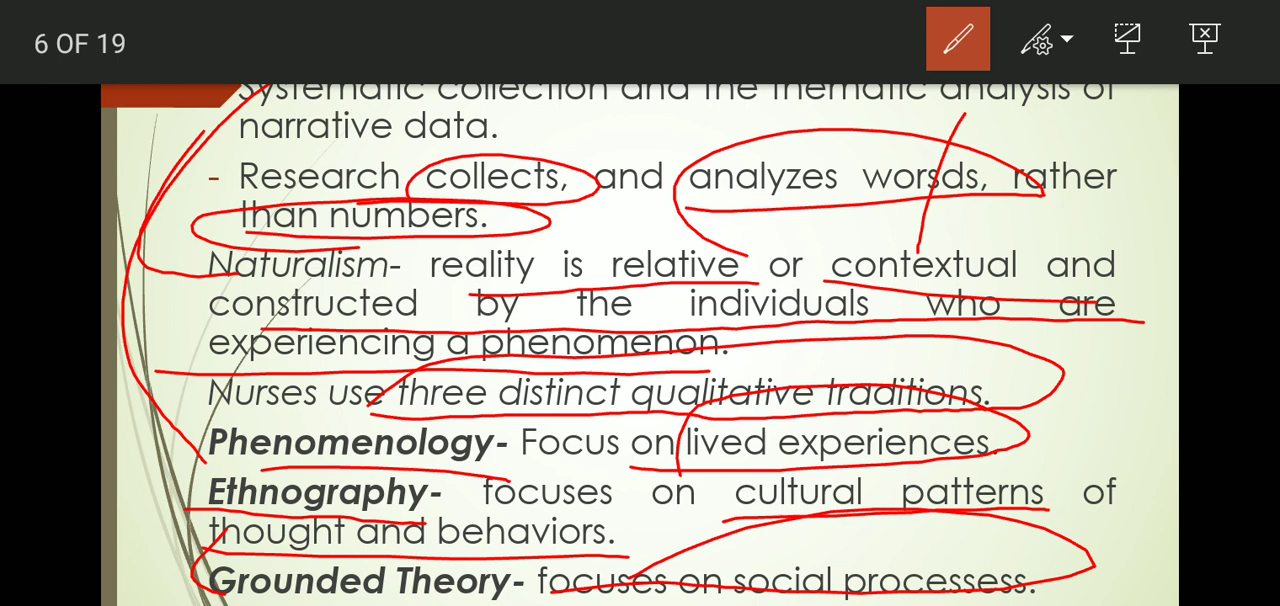 6 OF 19
Systematic collection and the thematic analysis of
narrative data.
- Research collects, and analyzes worsds, rather
than numbers.
Naturalism- reality is relative or contextual and
constructed by the individuals who are
experiencing a phenomenon.
Nurses use three distinct qualitative traditions.
Phenomenology- Focus on lived experiences.
Ethnography- focuses on cultural patterns of
thought and behaviors.
Grounded Theory- focuses on social processess.